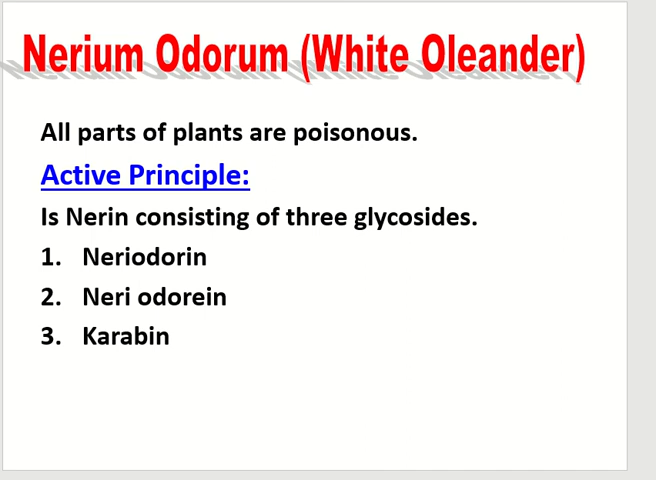 Nerium Odorum (White Oleander)
All parts of plants are poisonous.
Active Principle:
Is Nerin consisting of three glycosides.
1. Neriodorin
2. Neri odorein
3. Karabin